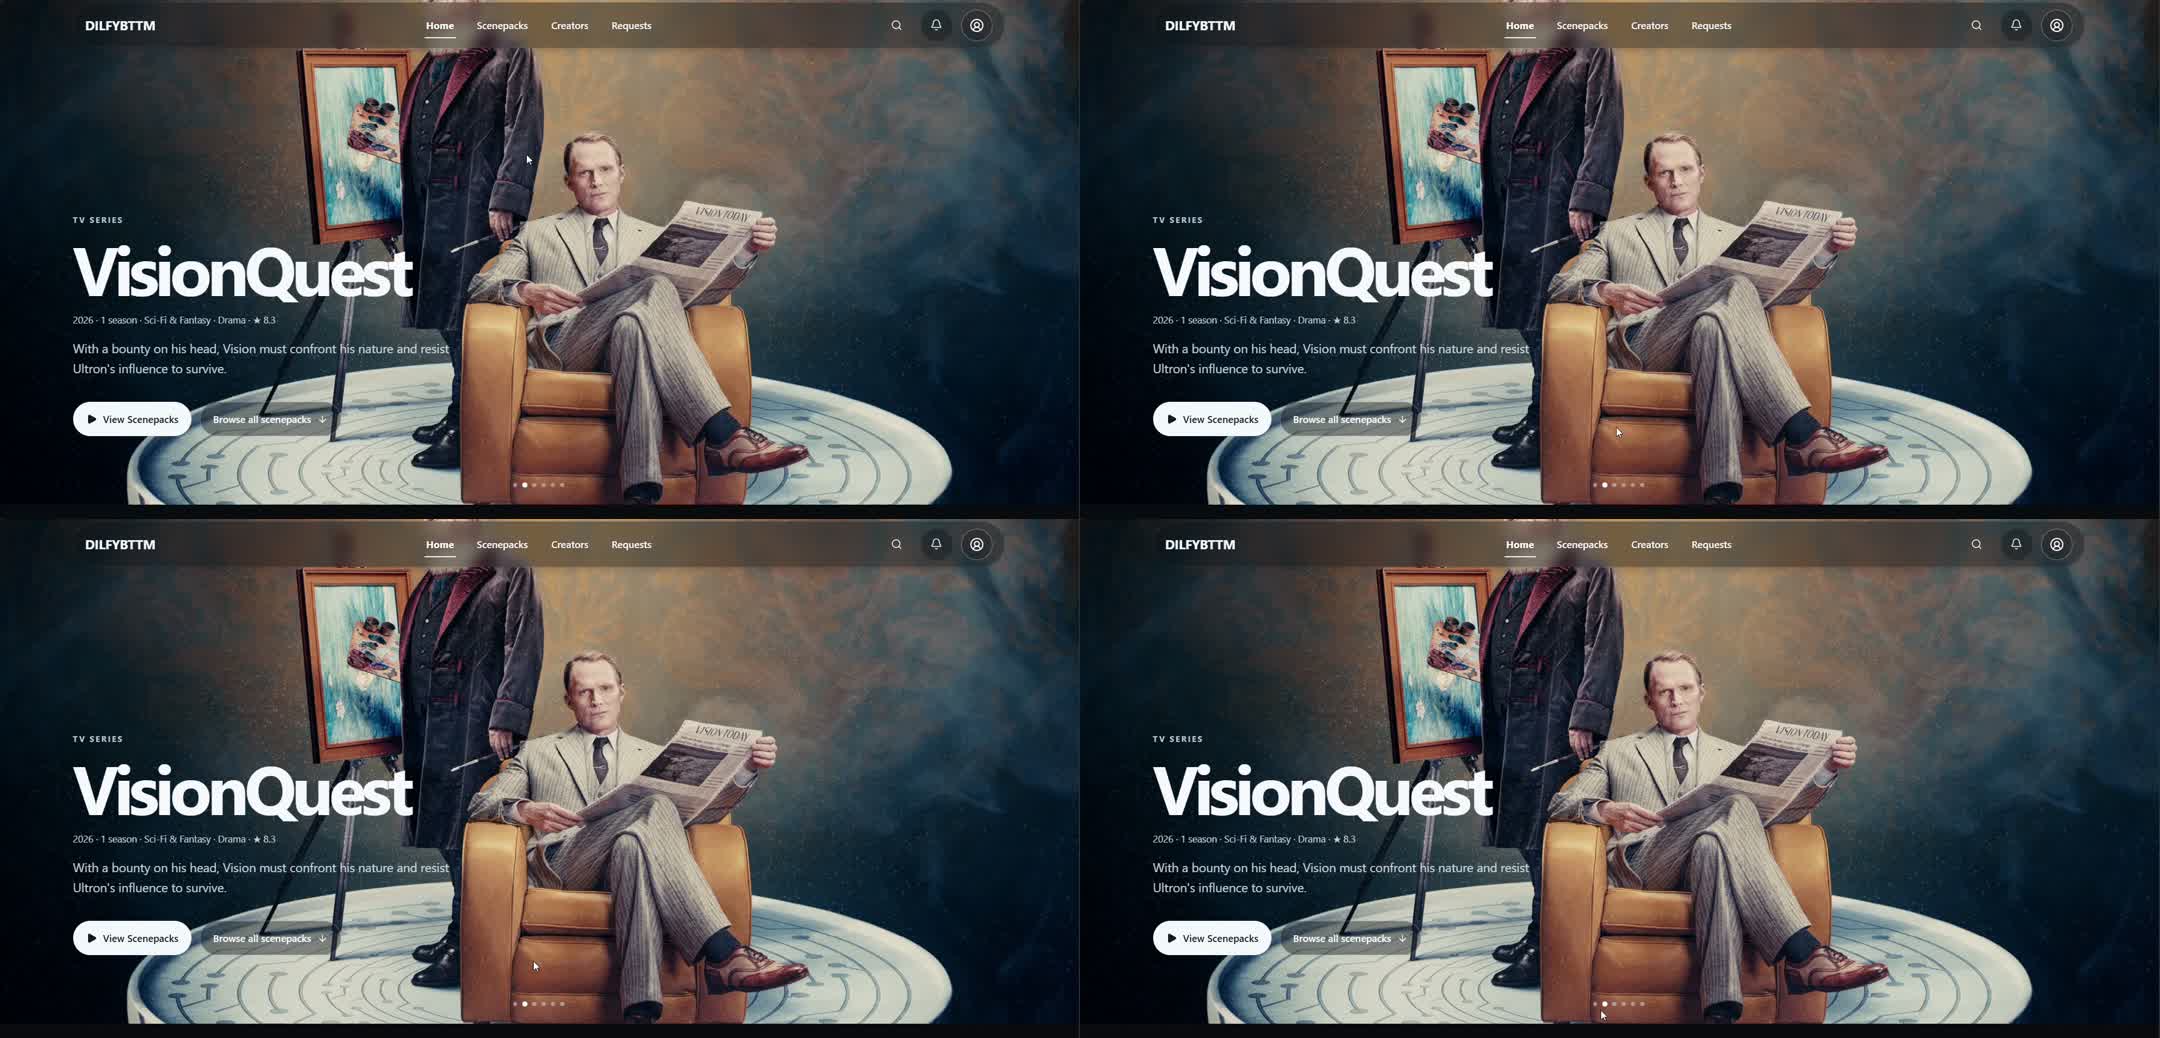 DILFYBTTM Home Scenepacks Creators Requests
VISION TODAY
TV SERIES
VisionQuest
2026 · 1 season · Sci-Fi & Fantasy · Drama · ★ 8.3
With a bounty on his head, Vision must confront his nature and resist
Ultron's influence to survive.
View Scenepacks Browse all scenepacks ↓
DILFYBTTM Home Scenepacks Creators Requests
VISION TODAY
TV SERIES
VisionQuest
2026 · 1 season · Sci-Fi & Fantasy · Drama · ★ 8.3
With a bounty on his head, Vision must confront his nature and resist
Ultron's influence to survive.
View Scenepacks Browse all scenepacks ↓
DILFYBTTM Home Scenepacks Creators Requests
VISION TODAY
TV SERIES
VisionQuest
2026 · 1 season · Sci-Fi & Fantasy · Drama · ★ 8.3
With a bounty on his head, Vision must confront his nature and resist
Ultron's influence to survive.
View Scenepacks Browse all scenepacks ↓
DILFYBTTM Home Scenepacks Creators Requests
VISION TODAY
TV SERIES
VisionQuest
2026 · 1 season · Sci-Fi & Fantasy · Drama · ★ 8.3
With a bounty on his head, Vision must confront his nature and resist
Ultron's influence to survive.
View Scenepacks Browse all scenepacks ↓